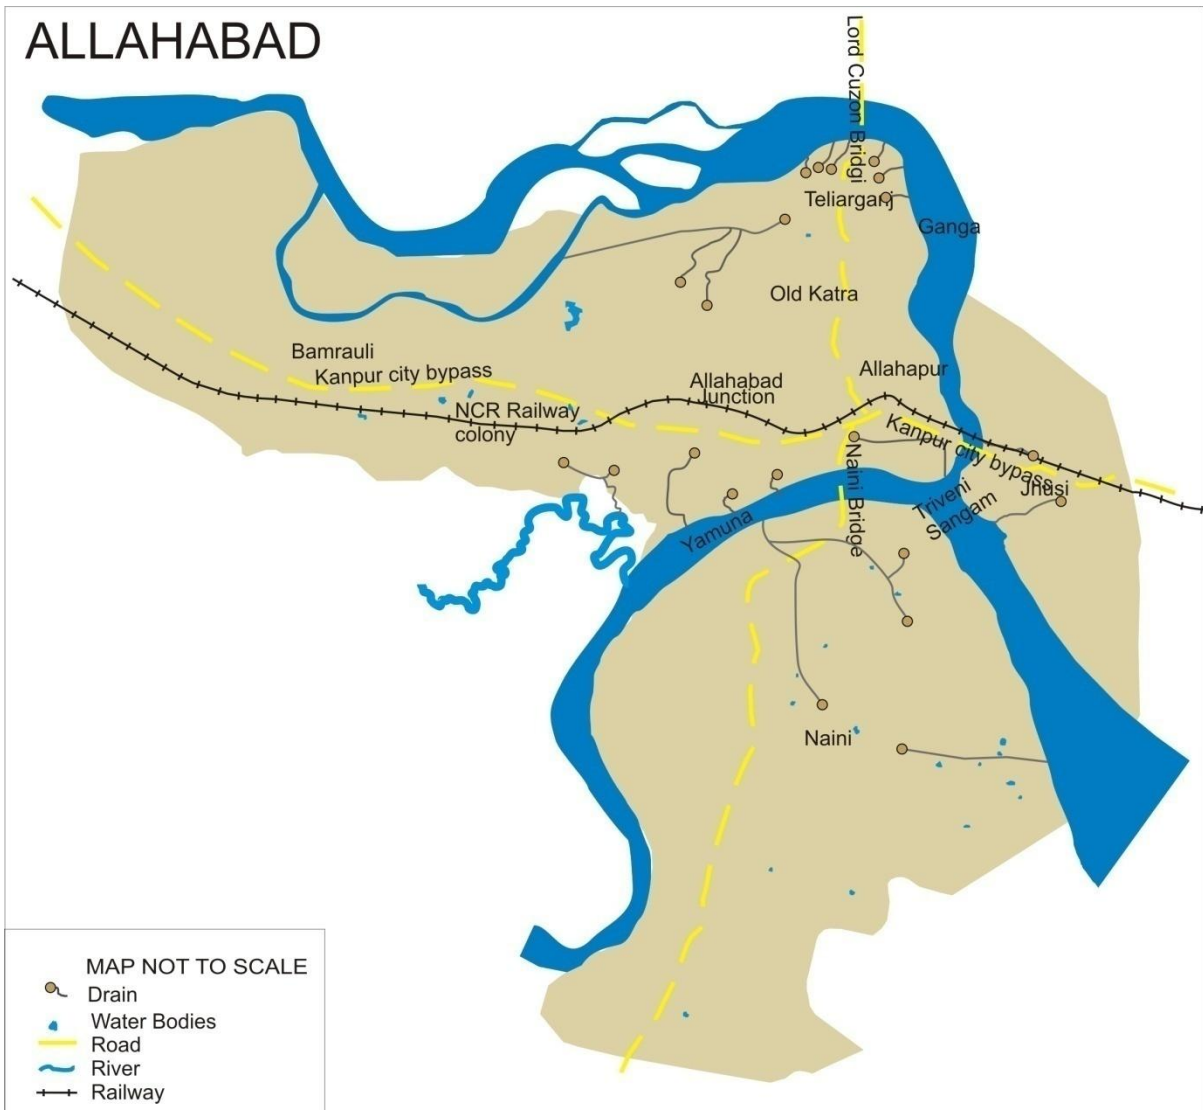 ALLAHABAD
Lord Cuzon Bridgi
Teliarganj
Ganga
Old Katra
Bamrauli
Kanpur city bypass
Allahabad
Junction
Allahapur
NCR Railway
colony
Kanpur city bypass
Naini Bridge
Jhusi
Triveni
Sangam
Yamuna
Naini
MAP NOT TO SCALE
Drain
Water Bodies
Road
River
Railway